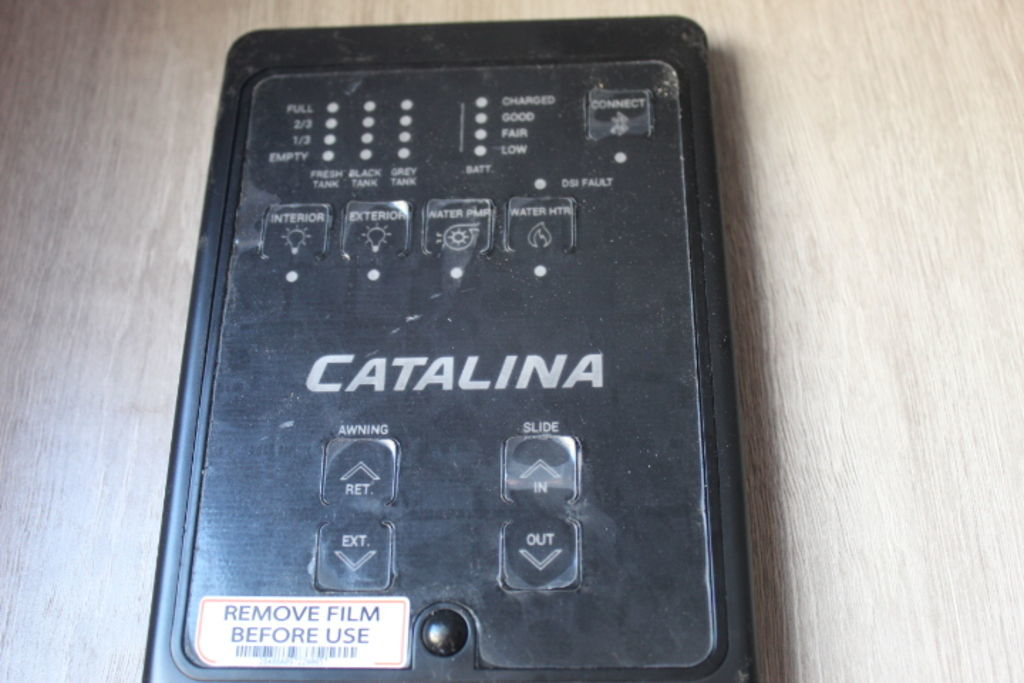 FULL
2/3
1/3
EMPTY
FRESH TANK
BLACK TANK
GREY TANK
CHARGED
GOOD
FAIR
LOW
BATT.
CONNECT
DSI FAULT
INTERIOR
EXTERIOR
WATER PMP
WATER HTR
CATALINA
AWNING
SLIDE
RET.
IN
EXT.
OUT
REMOVE FILM
BEFORE USE